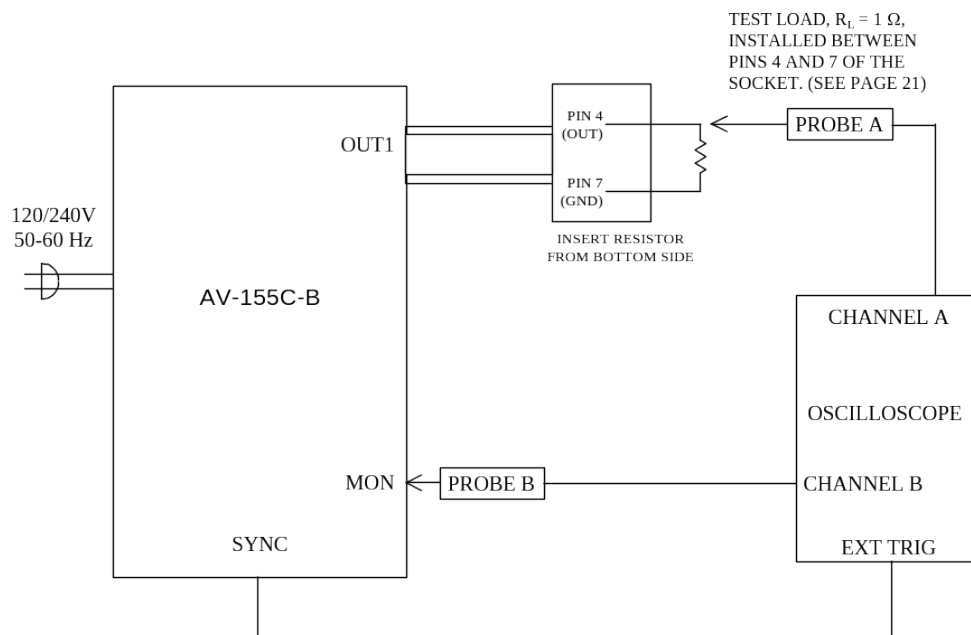 TEST LOAD, RL = 1 Ω,
INSTALLED BETWEEN
PINS 4 AND 7 OF THE
SOCKET. (SEE PAGE 21)
PROBE A
PIN 4
(OUT)
OUT1
PIN 7
(GND)
120/240V
50-60 Hz
INSERT RESISTOR
FROM BOTTOM SIDE
AV-155C-B
CHANNEL A
OSCILLOSCOPE
MON
PROBE B
CHANNEL B
SYNC
EXT TRIG